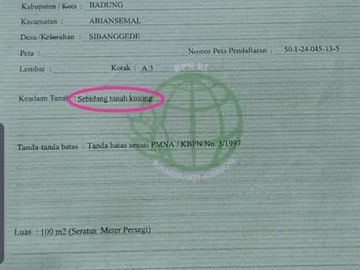 Kabupaten / Kota : BADUNG
Kecamatan : ABIANSEMAL
Desa /Kelurahan : SIBANGGEDE
Peta : Nomor Peta Pendaftaran : 50.1-24.045-13-5
Lembar : Kotak : A.3
BPN RI
Keadaan Tanah : Sebidang tanah kosong
Tanda-tanda batas : Tanda batas sesuai PMNA / KBPN No. 3/1997
Luas : 100 m2 (Seratus Meter Persegi)